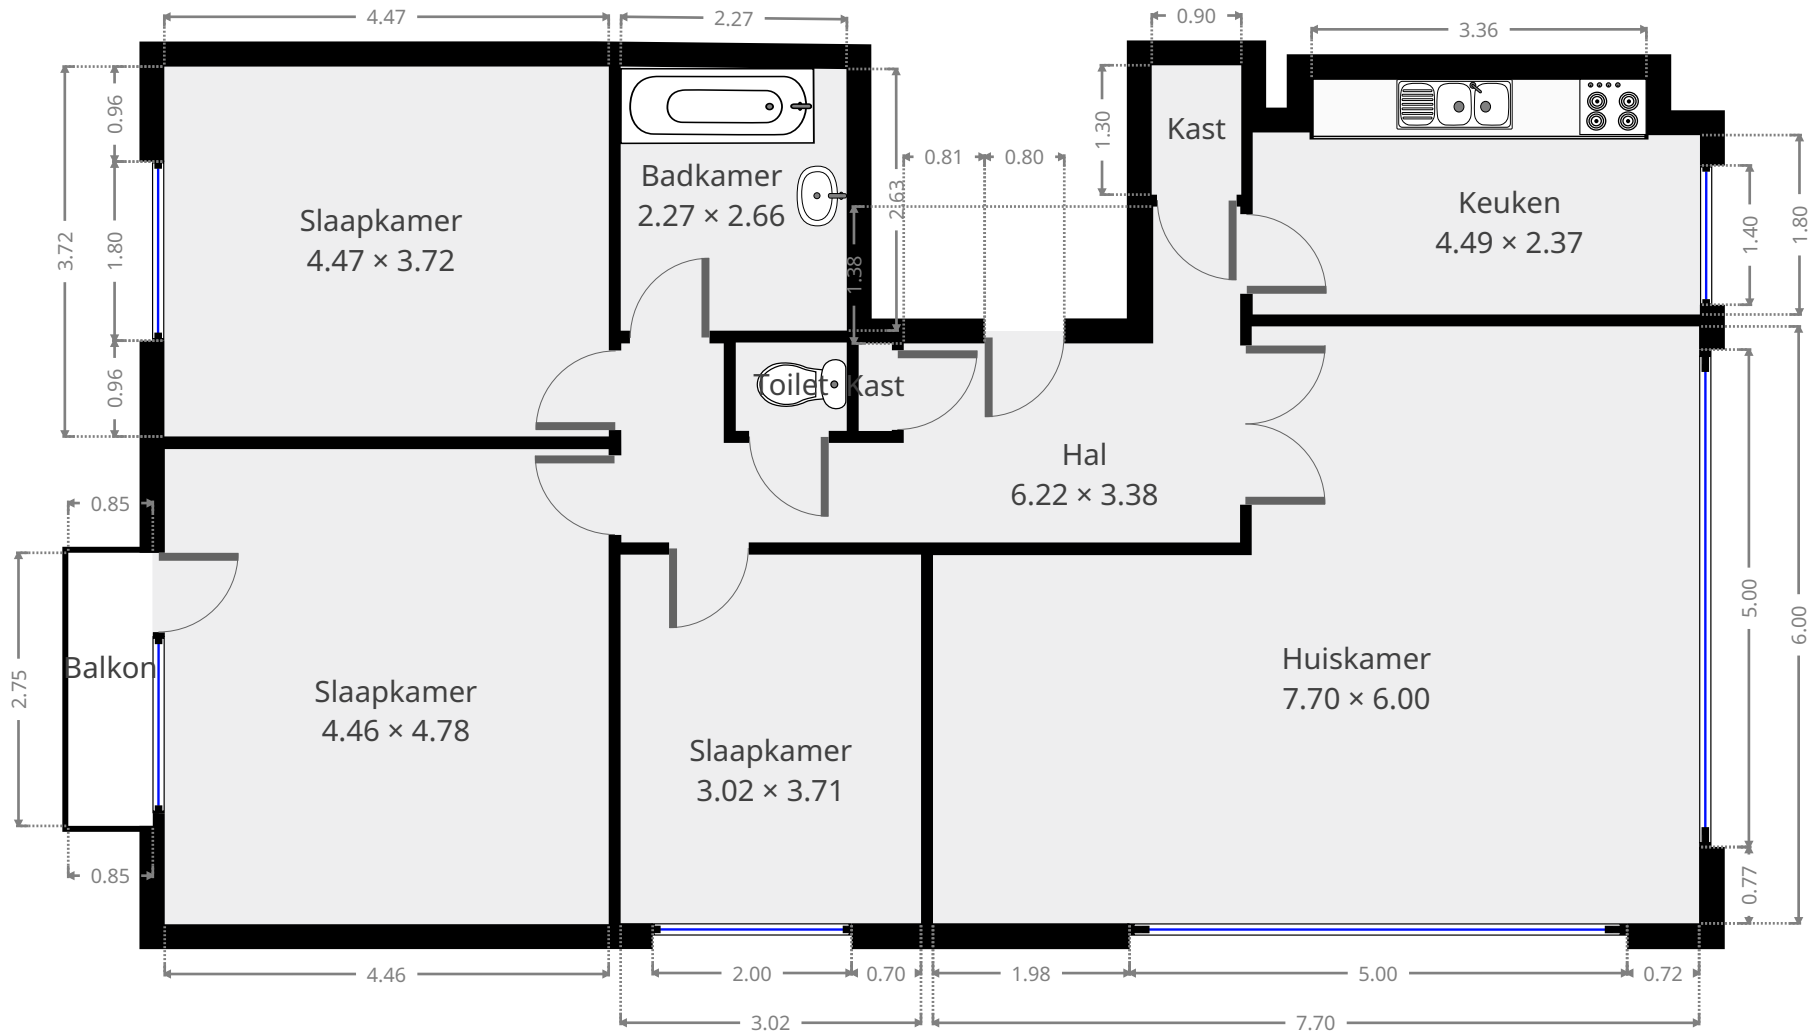 4.47
2.27
0.90
3.36
0.96
1.30
Kast
0.81
0.80
2.63
Badkamer
2.27 × 2.66
Slaapkamer
4.47 × 3.72
3.72
1.80
1.38
Keuken
4.49 × 2.37
1.40
1.80
0.96
Toilet
Kast
Hal
6.22 × 3.38
0.85
Balkon
2.75
Slaapkamer
4.46 × 4.78
Slaapkamer
3.02 × 3.71
Huiskamer
7.70 × 6.00
5.00
6.00
0.77
0.85
4.46
2.00
0.70
1.98
5.00
0.72
3.02
7.70